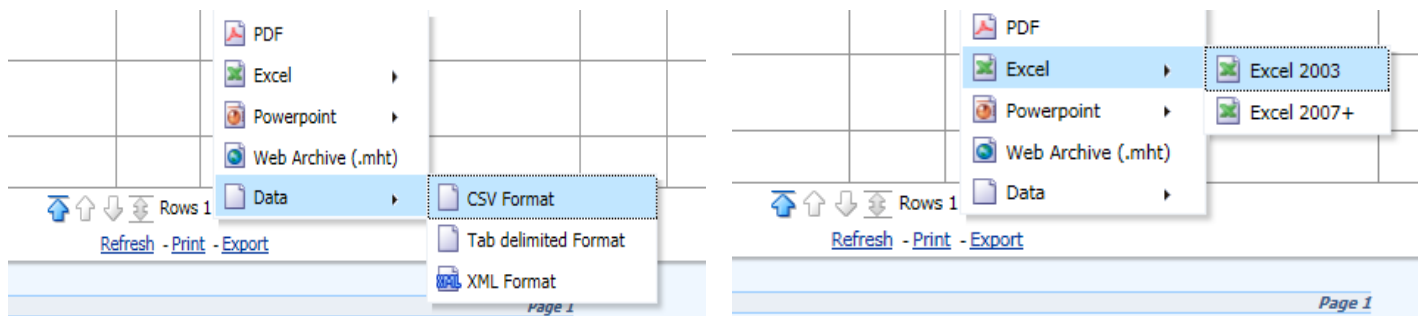 PDF
Excel
Powerpoint
Web Archive (.mht)
Data
CSV Format
Tab delimited Format
XML Format
Rows 1
Refresh - Print - Export
Page 1
PDF
Excel
Excel 2003
Excel 2007+
Powerpoint
Web Archive (.mht)
Data
Rows 1
Refresh - Print - Export
Page 1